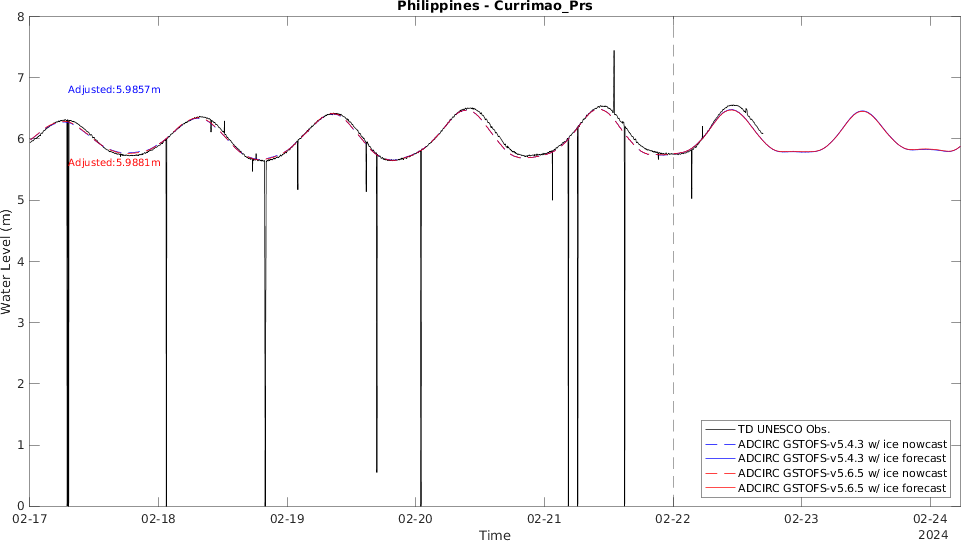 Philippines - Currimao_Prs
8
7
6
5
4
3
2
1
0
Water Level (m)
Adjusted:5.9857m
Adjusted:5.9881m
TD UNESCO Obs.
ADCIRC GSTOFS-v5.4.3 w/ ice nowcast
ADCIRC GSTOFS-v5.4.3 w/ ice forecast
ADCIRC GSTOFS-v5.6.5 w/ ice nowcast
ADCIRC GSTOFS-v5.6.5 w/ ice forecast
02-17 02-18 02-19 02-20 02-21 02-22 02-23 02-24
Time
2024